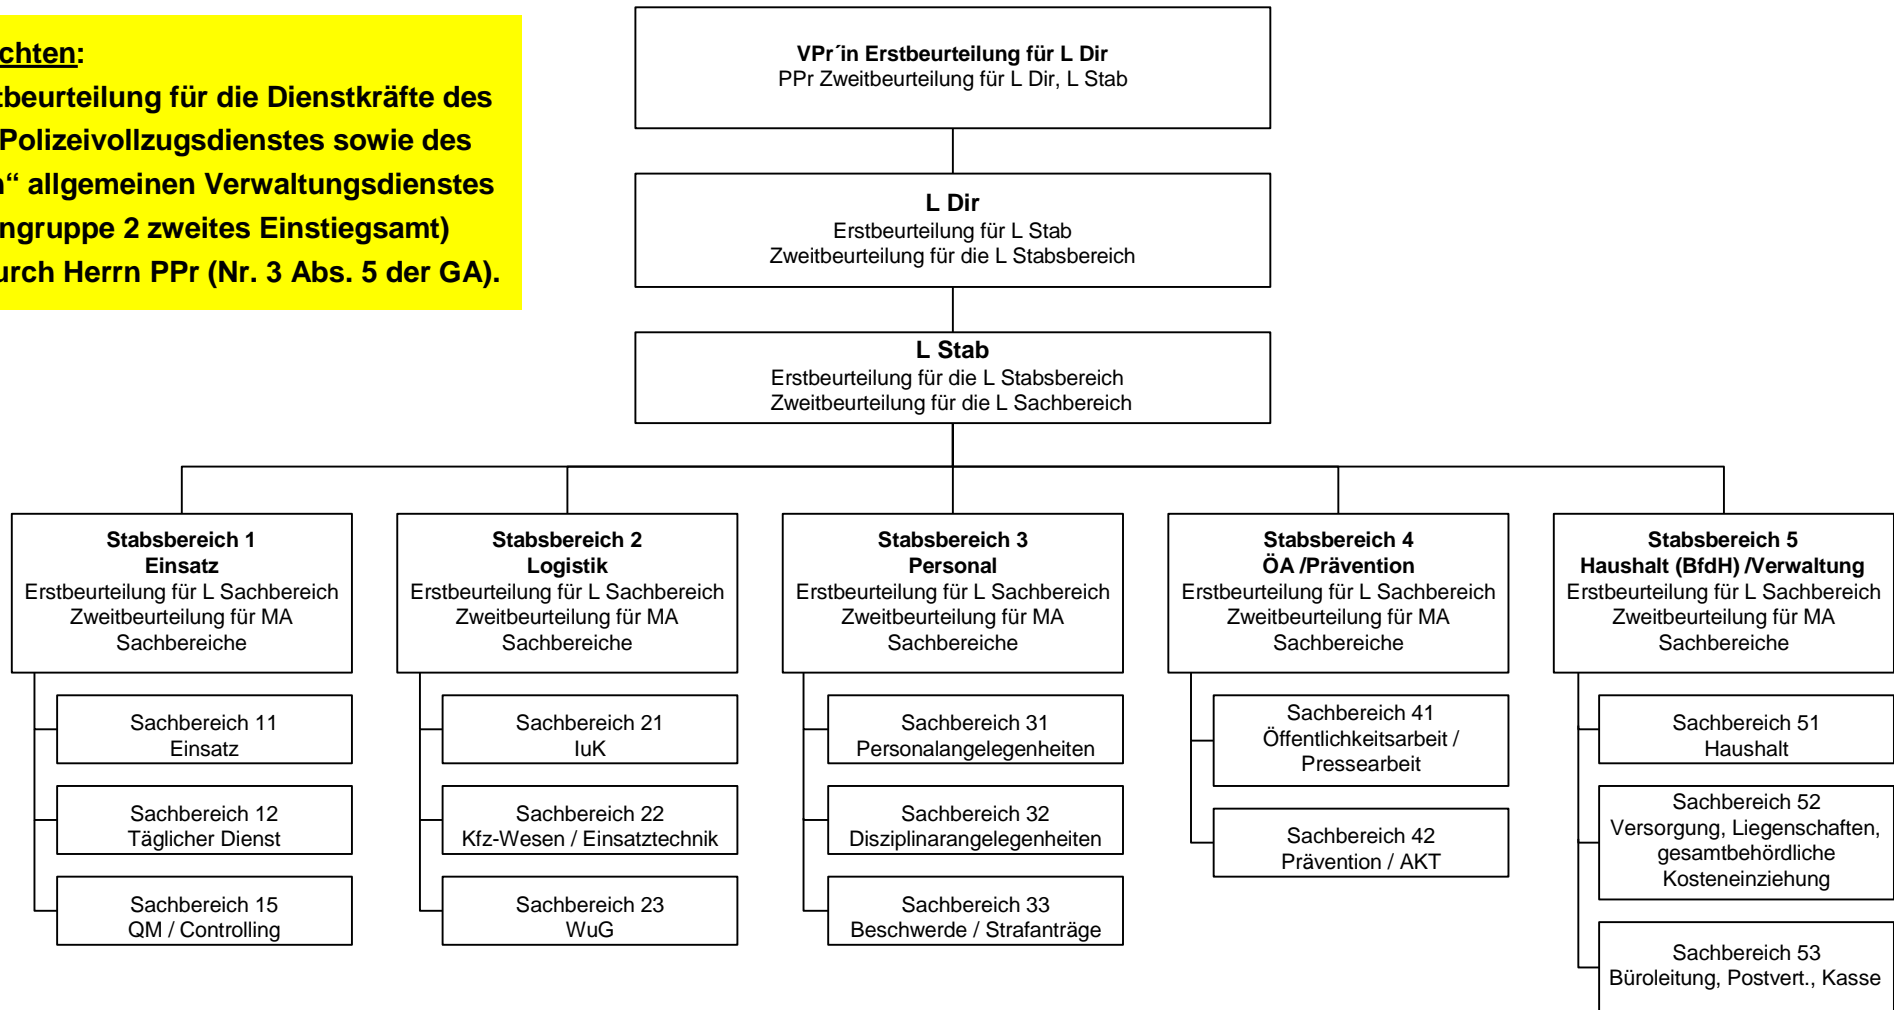 chten:
tbeurteilung für die Dienstkräfte des
Polizeivollzugsdienstes sowie des
n“ allgemeinen Verwaltungsdienstes
ngruppe 2 zweites Einstiegsamt)
urch Herrn PPr (Nr. 3 Abs. 5 der GA).
VPr´in Erstbeurteilung für L Dir
PPr Zweitbeurteilung für L Dir, L Stab
L Dir
Erstbeurteilung für L Stab
Zweitbeurteilung für die L Stabsbereich
L Stab
Erstbeurteilung für die L Stabsbereich
Zweitbeurteilung für die L Sachbereich
Stabsbereich 1
Einsatz
Erstbeurteilung für L Sachbereich
Zweitbeurteilung für MA
Sachbereiche
Sachbereich 11
Einsatz
Sachbereich 12
Täglicher Dienst
Sachbereich 15
QM / Controlling
Stabsbereich 2
Logistik
Erstbeurteilung für L Sachbereich
Zweitbeurteilung für MA
Sachbereiche
Sachbereich 21
IuK
Sachbereich 22
Kfz-Wesen / Einsatztechnik
Sachbereich 23
WuG
Stabsbereich 3
Personal
Erstbeurteilung für L Sachbereich
Zweitbeurteilung für MA
Sachbereiche
Sachbereich 31
Personalangelegenheiten
Sachbereich 32
Disziplinarangelegenheiten
Sachbereich 33
Beschwerde / Strafanträge
Stabsbereich 4
ÖA /Prävention
Erstbeurteilung für L Sachbereich
Zweitbeurteilung für MA
Sachbereiche
Sachbereich 41
Öffentlichkeitsarbeit /
Pressearbeit
Sachbereich 42
Prävention / AKT
Stabsbereich 5
Haushalt (BfdH) /Verwaltung
Erstbeurteilung für L Sachbereich
Zweitbeurteilung für MA
Sachbereiche
Sachbereich 51
Haushalt
Sachbereich 52
Versorgung, Liegenschaften,
gesamtbehördliche
Kosteneinziehung
Sachbereich 53
Büroleitung, Postvert., Kasse